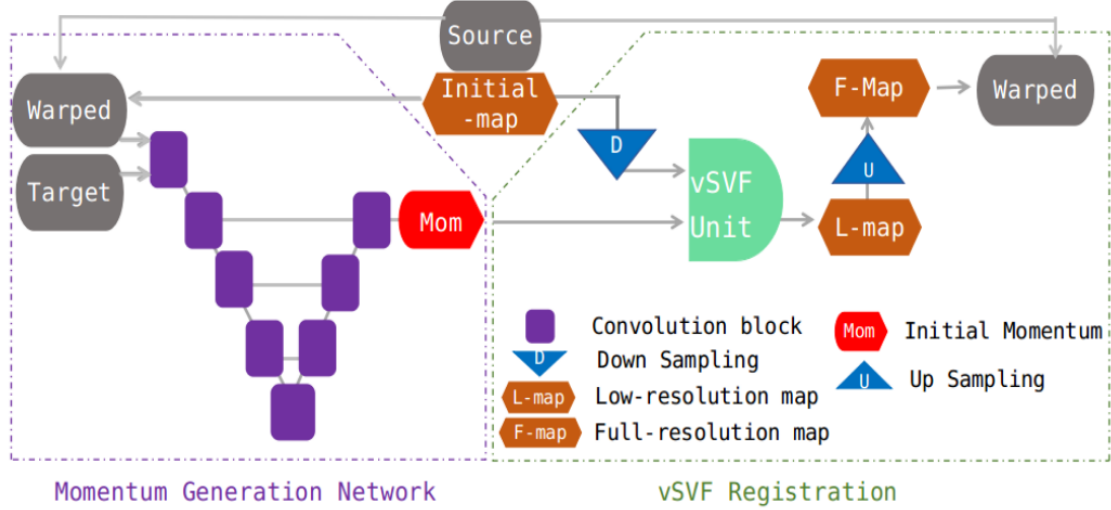 Source
Initial
-map
Warped
Target
Mom
D
vSVF
Unit
F-Map
Warped
U
L-map
Convolution block
Mom Initial Momentum
D Down Sampling
U Up Sampling
L-map Low-resolution map
F-map Full-resolution map
Momentum Generation Network
vSVF Registration